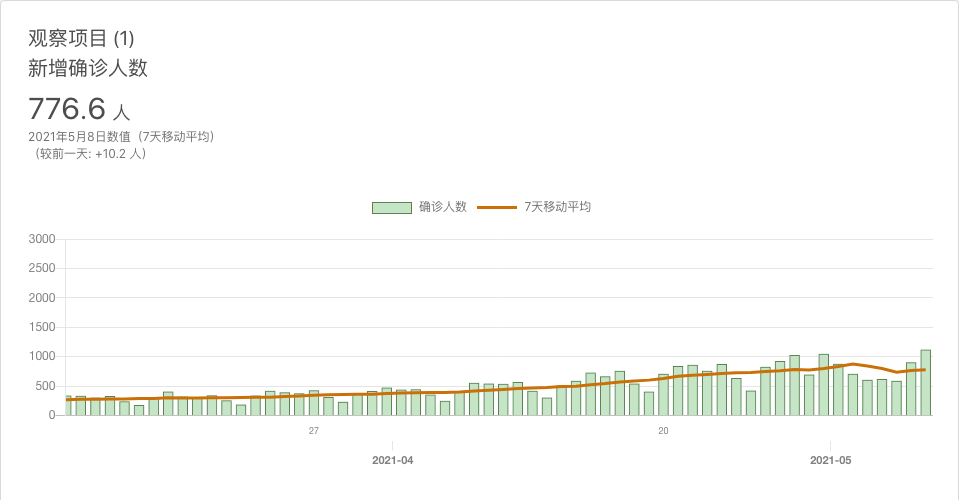 观察项目 (1)
新增确诊人数
776.6 人
2021年5月8日数值（7天移动平均）
（较前一天: +10.2 人）
确诊人数 7天移动平均
3000
2500
2000
1500
1000
500
0
27 20
2021-04 2021-05